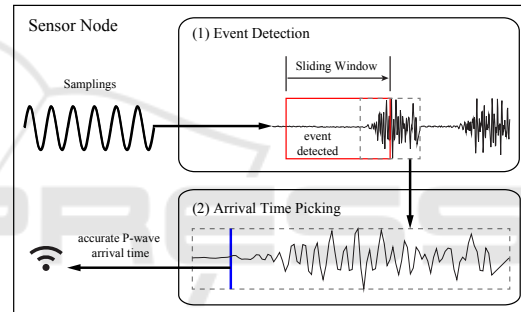 Sensor Node
(1) Event Detection
Sliding Window
Samplings
event
detected
(2) Arrival Time Picking
accurate P-wave
arrival time